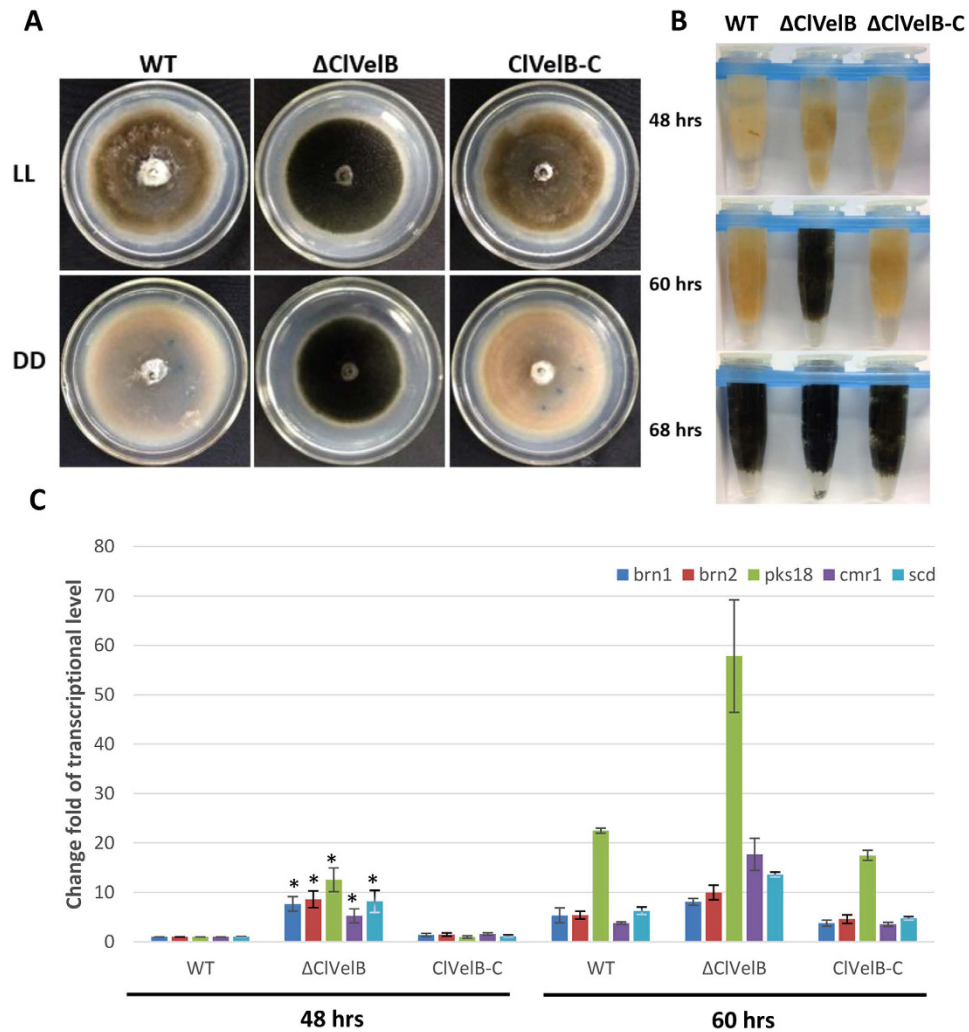 A
WT ΔClVelB ClVelB-C
LL
DD
B
WT ΔClVelB ΔClVelB-C
48 hrs
60 hrs
68 hrs
C
Change fold of transcriptional level
80
70
60
50
40
30
20
10
0
brn1 brn2 pks18 cmr1 scd
* * * * *
WT ΔClVelB ClVelB-C WT ΔClVelB ClVelB-C
48 hrs 60 hrs